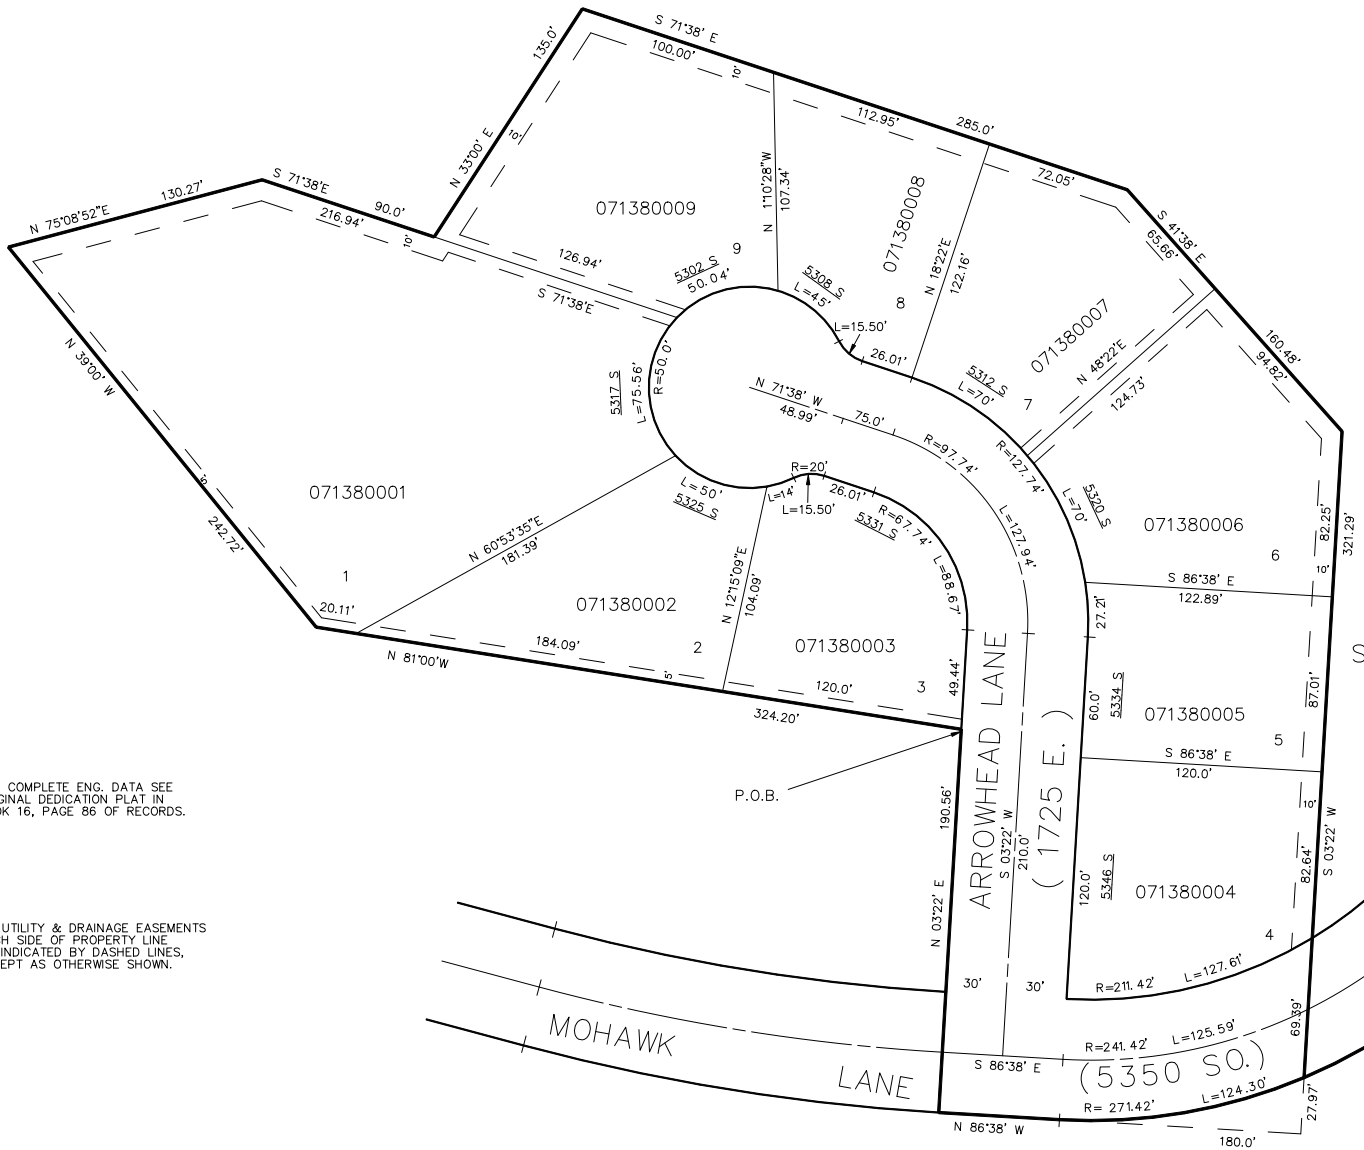 S 71°38' E
100.00'
10'
135.0'
N 33°00' E
10'
112.95'
285.0'
72.05'
S 41°38' E
65.66'
160.48'
94.82'
N 75°08'52"E
130.27'
S 71°38'E
216.94'
90.0'
10'
071380009
9
126.94'
S 71°38'E
5302 S
50.04'
N 1°10'28"W
107.34'
5308 S
L=45'
071380008
8
N 18°22'E
122.16'
L=15.50'
26.01'
071380007
7
5312 S
L=70'
N 48°22'E
124.73'
N 71°38' W
48.99'
75.0'
R=97.74'
R=127.74'
L=127.94'
5317 S
L=75.56'
R=50.0'
N 39°00' W
242.72'
5'
071380001
1
20.11'
N 60°53'35"E
181.39'
L=50'
5325 S
L=14'
R=20'
L=15.50'
26.01'
5331 S
R=67.74'
L=88.67'
5320 S
L=70'
071380006
6
82.25'
321.29'
10'
S 86°38' E
122.89'
27.21'
071380002
2
N 12°15'09"E
104.09'
071380003
3
49.44'
N 81°00'W
184.09'
5'
120.0'
324.20'
P.O.B.
60.0'
5334 S
071380005
5
87.01'
S
S 86°38' E
120.0'
10'
S 03°22' W
82.64'
ARROWHEAD LANE
(1725 E.)
S 03°22' W
210.0'
190.56'
N 03°22' E
120.0'
5346 S
071380004
4
COMPLETE ENG. DATA SEE
GINAL DEDICATION PLAT IN
OK 16, PAGE 86 OF RECORDS.
UTILITY & DRAINAGE EASEMENTS
CH SIDE OF PROPERTY LINE
INDICATED BY DASHED LINES,
EPT AS OTHERWISE SHOWN.
30'
30'
R=211.42'
L=127.61'
69.39'
MOHAWK
LANE
(5350 SO.)
S 86°38' E
R=241.42'
L=125.59'
R= 271.42'
L=124.30'
27.97'
N 86°38' W
180.0'